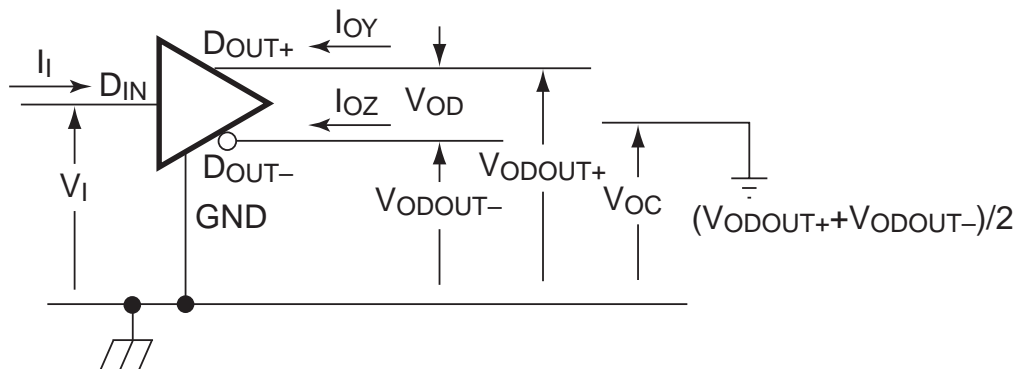 IOY
DOUT+
II
DIN
IOZ
VOD
DOUT–
VODOUT+
VI
VODOUT–
VOC
GND
(VODOUT++VODOUT–)/2